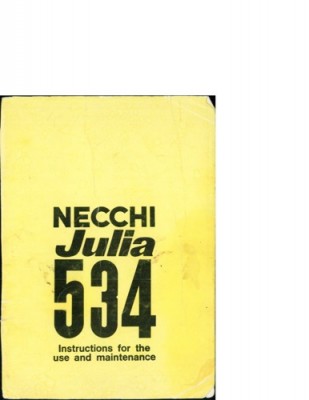 NECCHI
Julia
534
Instructions for the
use and maintenance